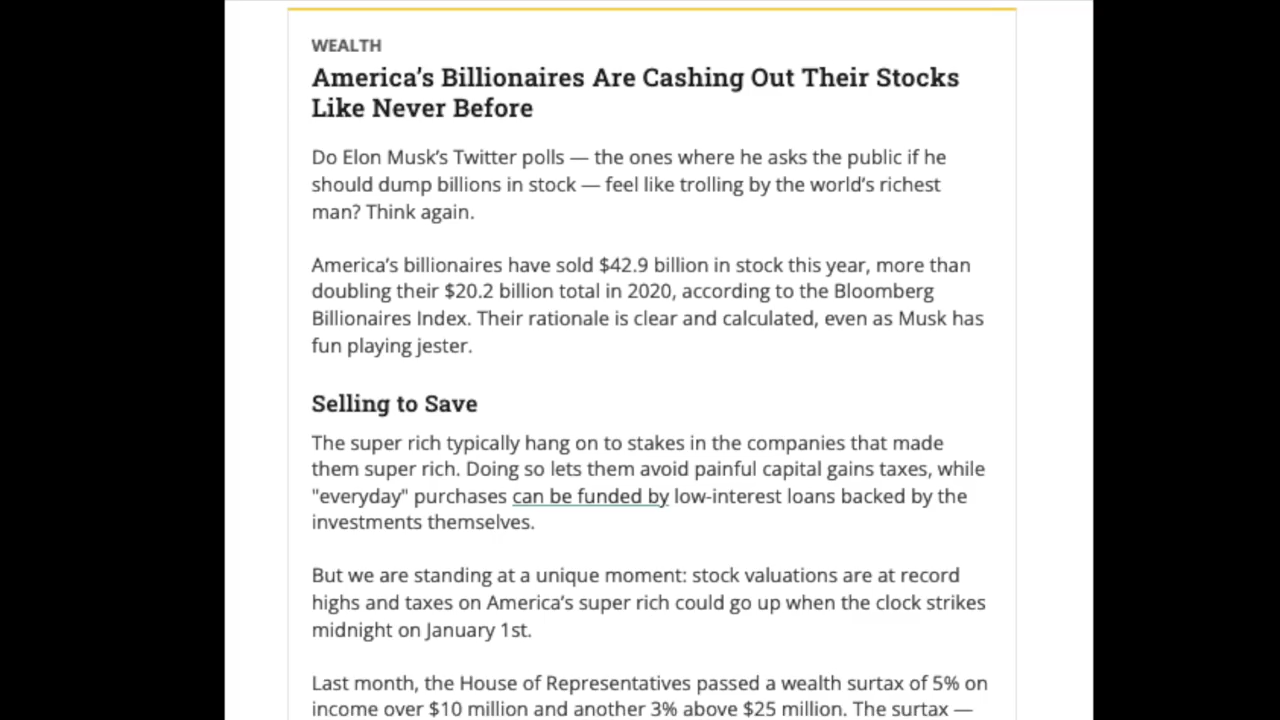 WEALTH
America’s Billionaires Are Cashing Out Their Stocks
Like Never Before
Do Elon Musk’s Twitter polls — the ones where he asks the public if he
should dump billions in stock — feel like trolling by the world’s richest
man? Think again.
America’s billionaires have sold $42.9 billion in stock this year, more than
doubling their $20.2 billion total in 2020, according to the Bloomberg
Billionaires Index. Their rationale is clear and calculated, even as Musk has
fun playing jester.
Selling to Save
The super rich typically hang on to stakes in the companies that made
them super rich. Doing so lets them avoid painful capital gains taxes, while
"everyday" purchases can be funded by low-interest loans backed by the
investments themselves.
But we are standing at a unique moment: stock valuations are at record
highs and taxes on America’s super rich could go up when the clock strikes
midnight on January 1st.
Last month, the House of Representatives passed a wealth surtax of 5% on
income over $10 million and another 3% above $25 million. The surtax —